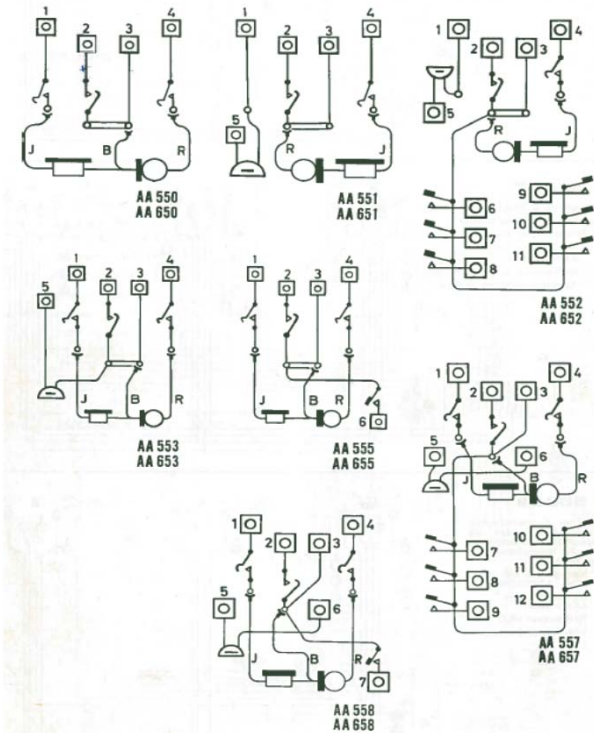 1 2 3 4
J B R
AA 550
AA 650
1 2 3 4
5
R J
AA 551
AA 651
1 2 3 4
5
R J
6 9
7 10
8 11
AA 552
AA 652
1 2 3 4
5
J B R
AA 553
AA 653
1 2 3 4
J B R
6
AA 555
AA 655
1 2 3 4
5 6
J B R
7 10
8 11
9 12
AA 557
AA 657
1 2 3 4
5 6
J B R
7
AA 558
AA 658